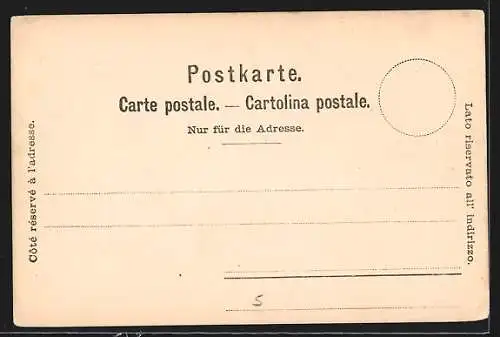 Postkarte.
Carte postale. — Cartolina postale.
Nur für die Adresse.
Côté réservé à l'adresse.
Lato riservato all' indirizzo.
5